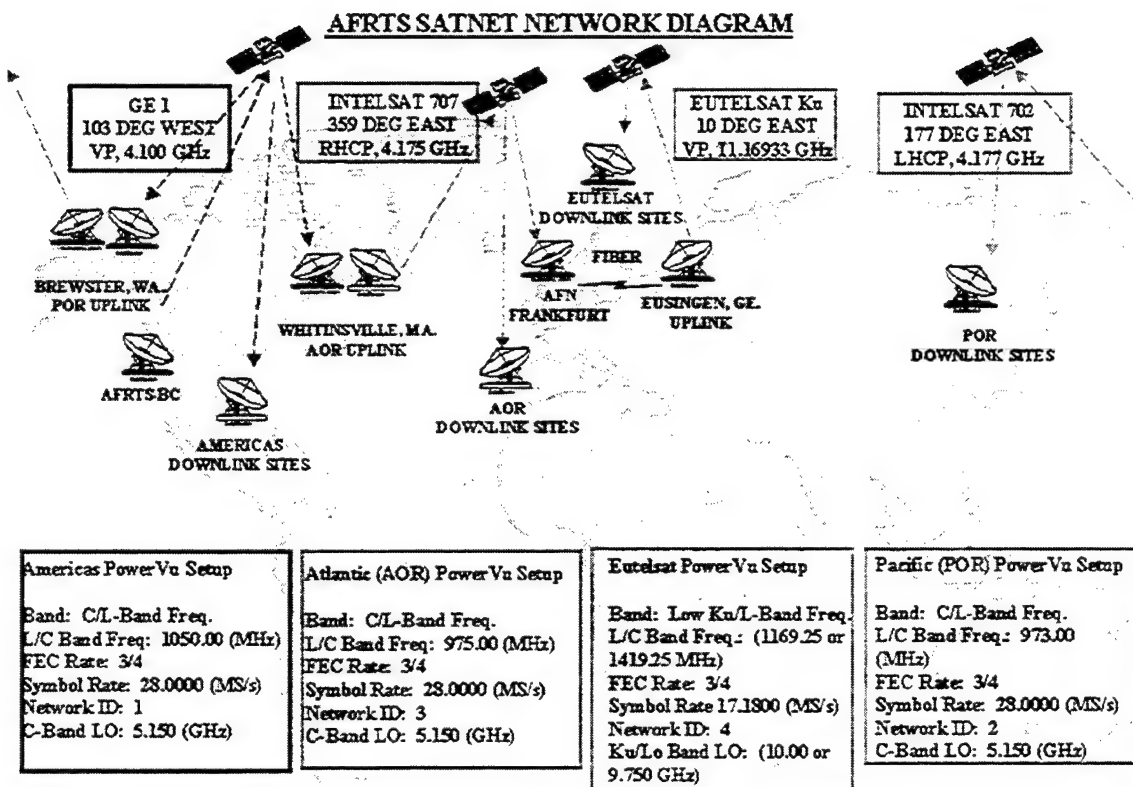 AFRTS SATNET NETWORK DIAGRAM
GE 1
103 DEG WEST
VP, 4.100 GHz
INTELSAT 707
359 DEG EAST
RHCP, 4.175 GHz
EUTELSAT Ku
10 DEG EAST
VP, 11.16933 GHz
INTELSAT 702
177 DEG EAST
LHCP, 4.177 GHz
EUTELSAT
DOWNLINK SITES
BREWSTER, WA.
POR UPLINK
WHITINSVILLE, MA.
AOR UPLINK
AFN
FRANKFURT
FIBER
EUSINGEN, GE.
UPLINK
POR
DOWNLINK SITES
AFRTS-BC
AMERICAS
DOWNLINK SITES
AOR
DOWNLINK SITES
Americas PowerVu Setup
Band: C/L-Band Freq.
L/C Band Freq: 1050.00 (MHz)
FEC Rate: 3/4
Symbol Rate: 28.0000 (MS/s)
Network ID: 1
C-Band LO: 5.150 (GHz)
Atlantic (AOR) PowerVu Setup
Band: C/L-Band Freq.
L/C Band Freq: 975.00 (MHz)
FEC Rate: 3/4
Symbol Rate: 28.0000 (MS/s)
Network ID: 3
C-Band LO: 5.150 (GHz)
Eutelsat PowerVu Setup
Band: Low Ku/L-Band Freq.
L/C Band Freq.: (1169.25 or
1419.25 MHz)
FEC Rate: 3/4
Symbol Rate 17.1800 (MS/s)
Network ID: 4
Ku/Lo Band LO: (10.00 or
9.750 GHz)
Pacific (POR) PowerVu Setup
Band: C/L-Band Freq.
L/C Band Freq.: 973.00
(MHz)
FEC Rate: 3/4
Symbol Rate: 28.0000 (MS/s)
Network ID: 2
C-Band LO: 5.150 (GHz)